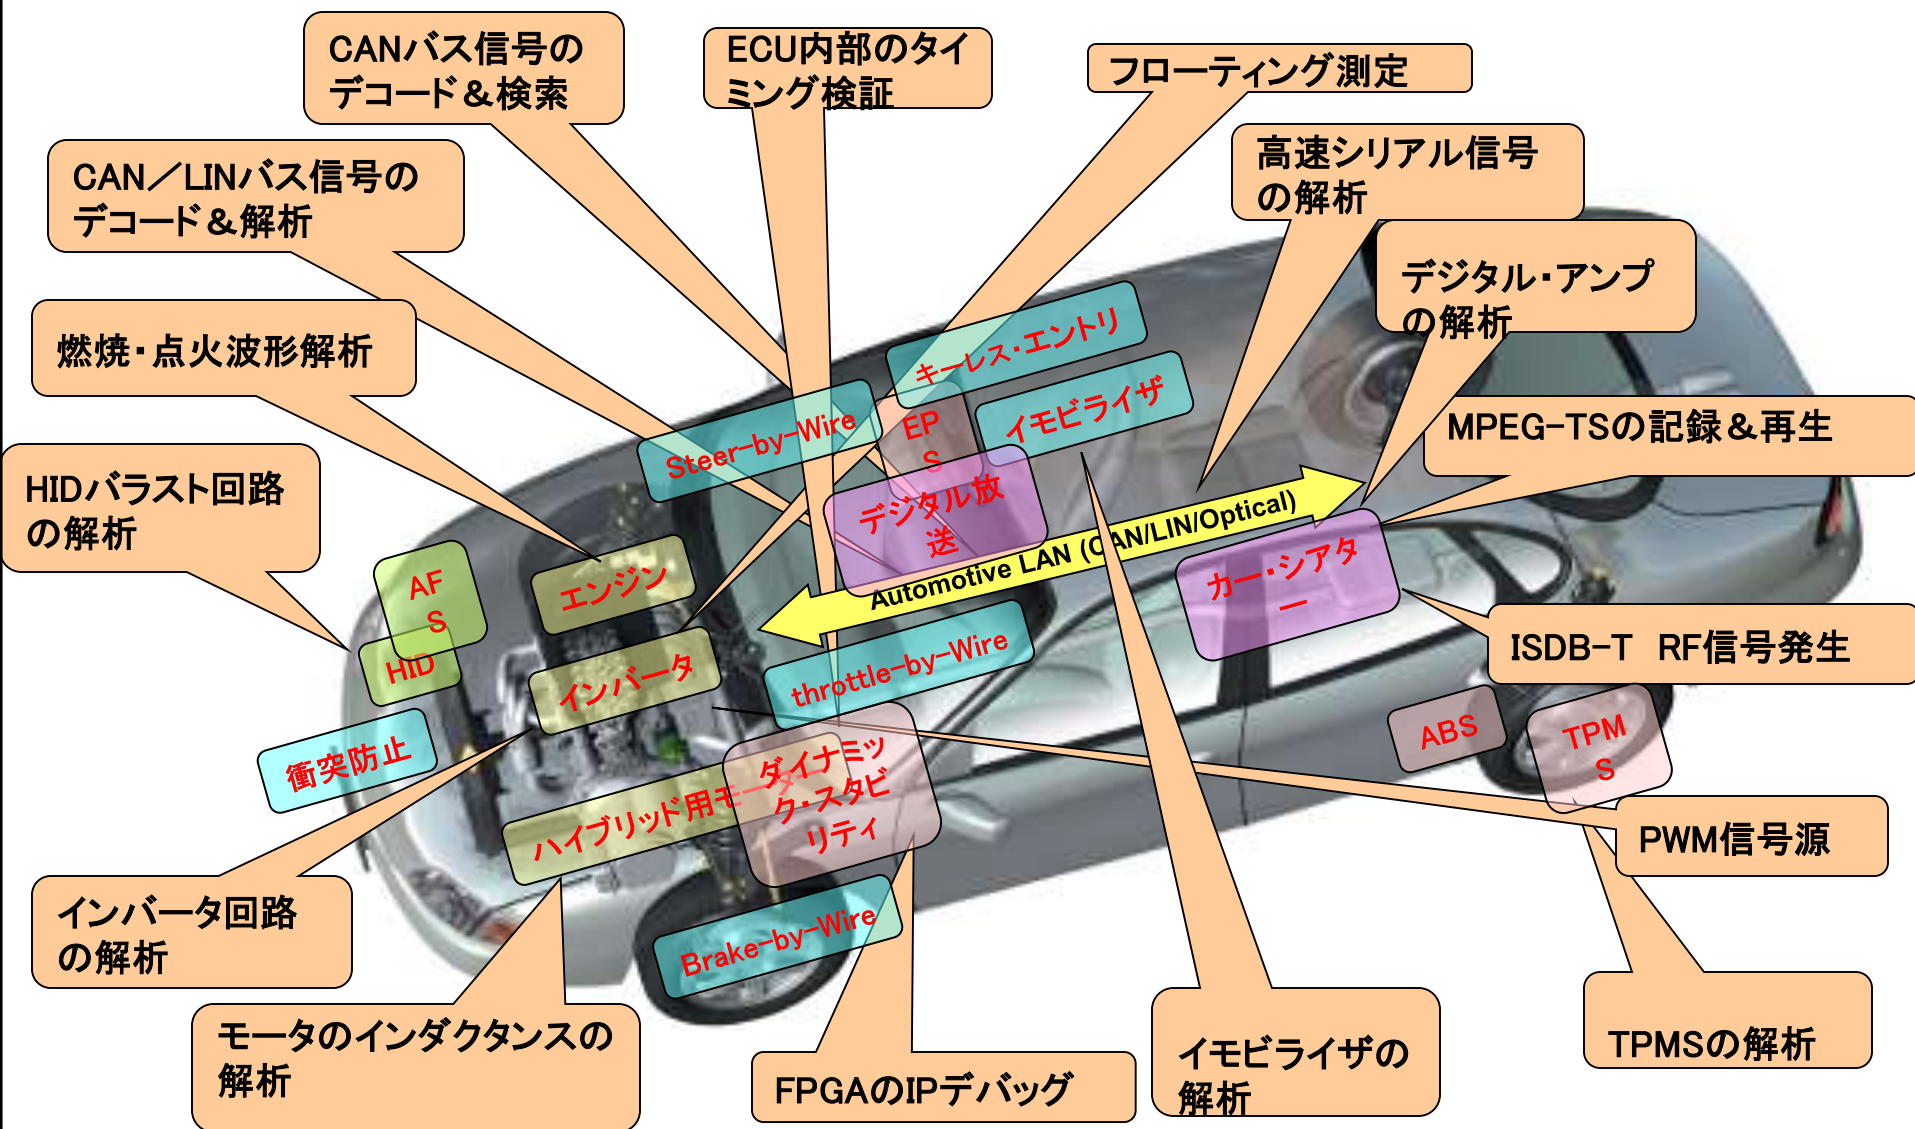 CANバス信号の
デコード＆検索
ECU内部のタイ
ミング検証
フローティング測定
高速シリアル信号
の解析
CAN／LINバス信号の
デコード＆解析
デジタル・アンプ
の解析
燃焼・点火波形解析
キーレス・エントリ
イモビライザ
EP
S
Steer-by-Wire
MPEG-TSの記録＆再生
HIDバラスト回路
の解析
デジタル放
送
Automotive LAN (CAN/LIN/Optical)
カー・シアタ
ー
AF
S
エンジン
HID
インバータ
throttle-by-Wire
ISDB-T RF信号発生
衝突防止
ABS
TPM
S
ハイブリッド用モーター
ダイナミッ
ク・スタビ
リティ
PWM信号源
Brake-by-Wire
インバータ回路
の解析
モータのインダクタンスの
解析
FPGAのIPデバッグ
イモビライザの
解析
TPMSの解析